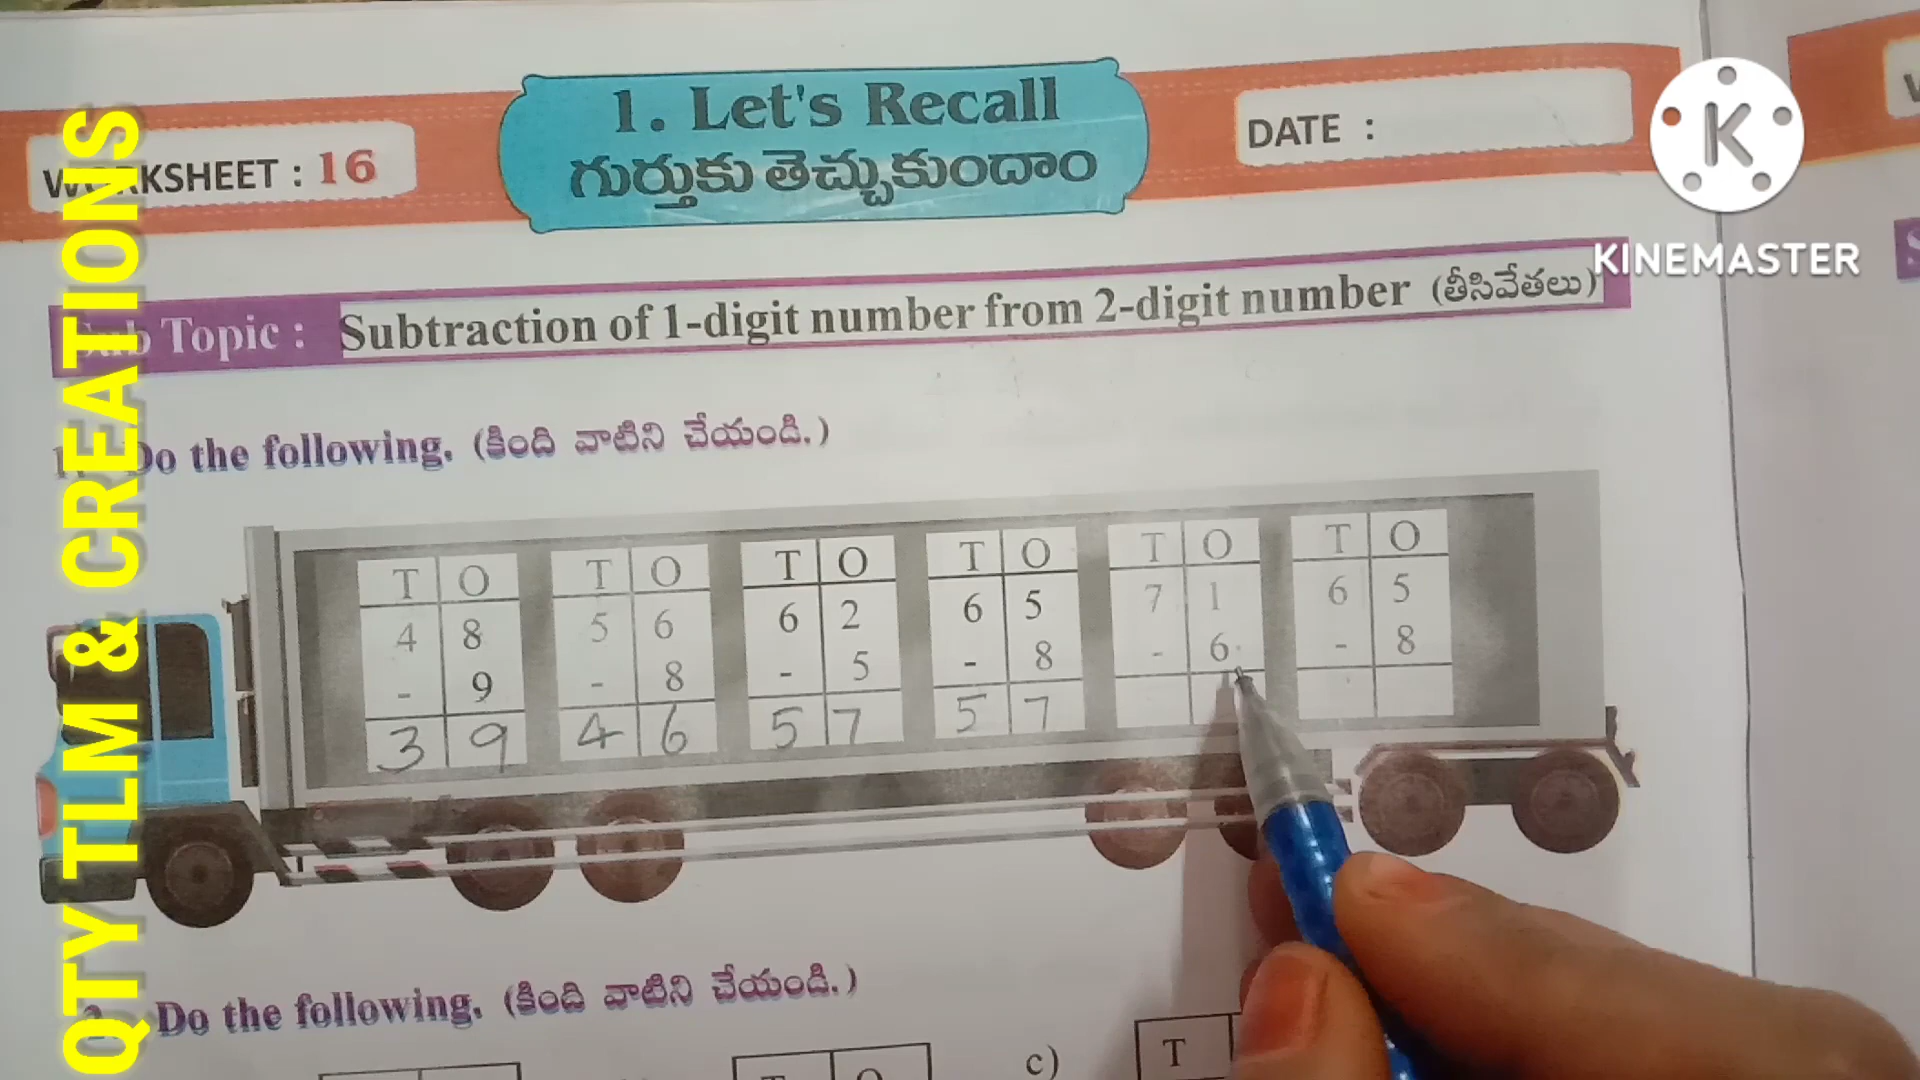 1. Let's Recall
గుర్తుకు తెచ్చుకుందాం
WORKSHEET : 16
DATE :
K
KINEMASTER
Sub Topic : Subtraction of 1-digit number from 2-digit number (తీసివేతలు)
1. Do the following. (కింది వాటిని చేయండి.)
T O T O T O T O T O T O
4 8 5 6 6 2 6 5 7 1 6 5
- 9 - 8 - 5 - 8 - 6 - 8
3 9 4 6 5 7 5 7
2. Do the following. (కింది వాటిని చేయండి.)
T O c) T
QTY TLM & CREATIONS